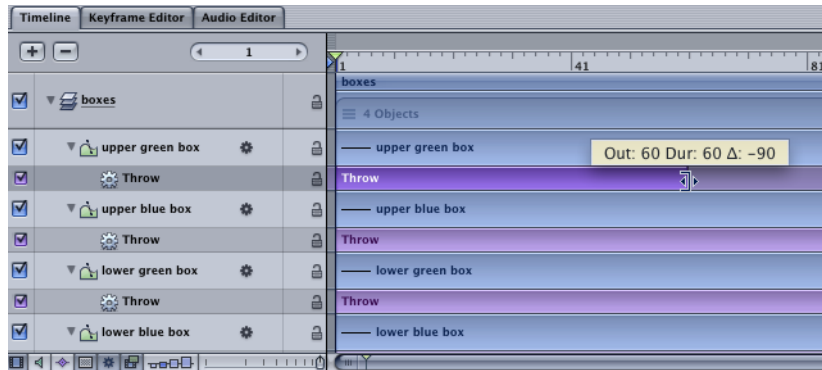 Timeline Keyframe Editor Audio Editor
1
1 41 81
boxes
boxes
4 Objects
upper green box
upper green box
Out: 60 Dur: 60 Δ: -90
Throw
Throw
upper blue box
upper blue box
Throw
Throw
lower green box
lower green box
Throw
Throw
lower blue box
lower blue box